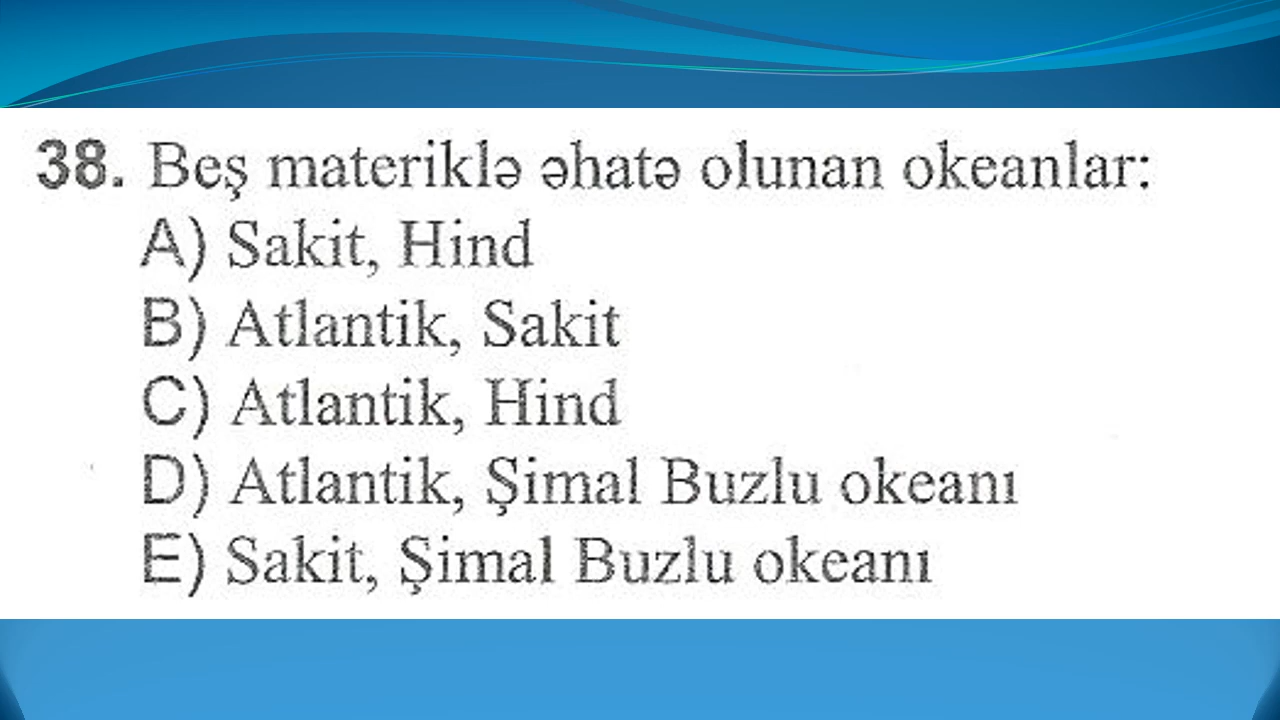 38. Beş materiklə əhatə olunan okeanlar:
A) Sakit, Hind
B) Atlantik, Sakit
C) Atlantik, Hind
D) Atlantik, Şimal Buzlu okeanı
E) Sakit, Şimal Buzlu okeanı